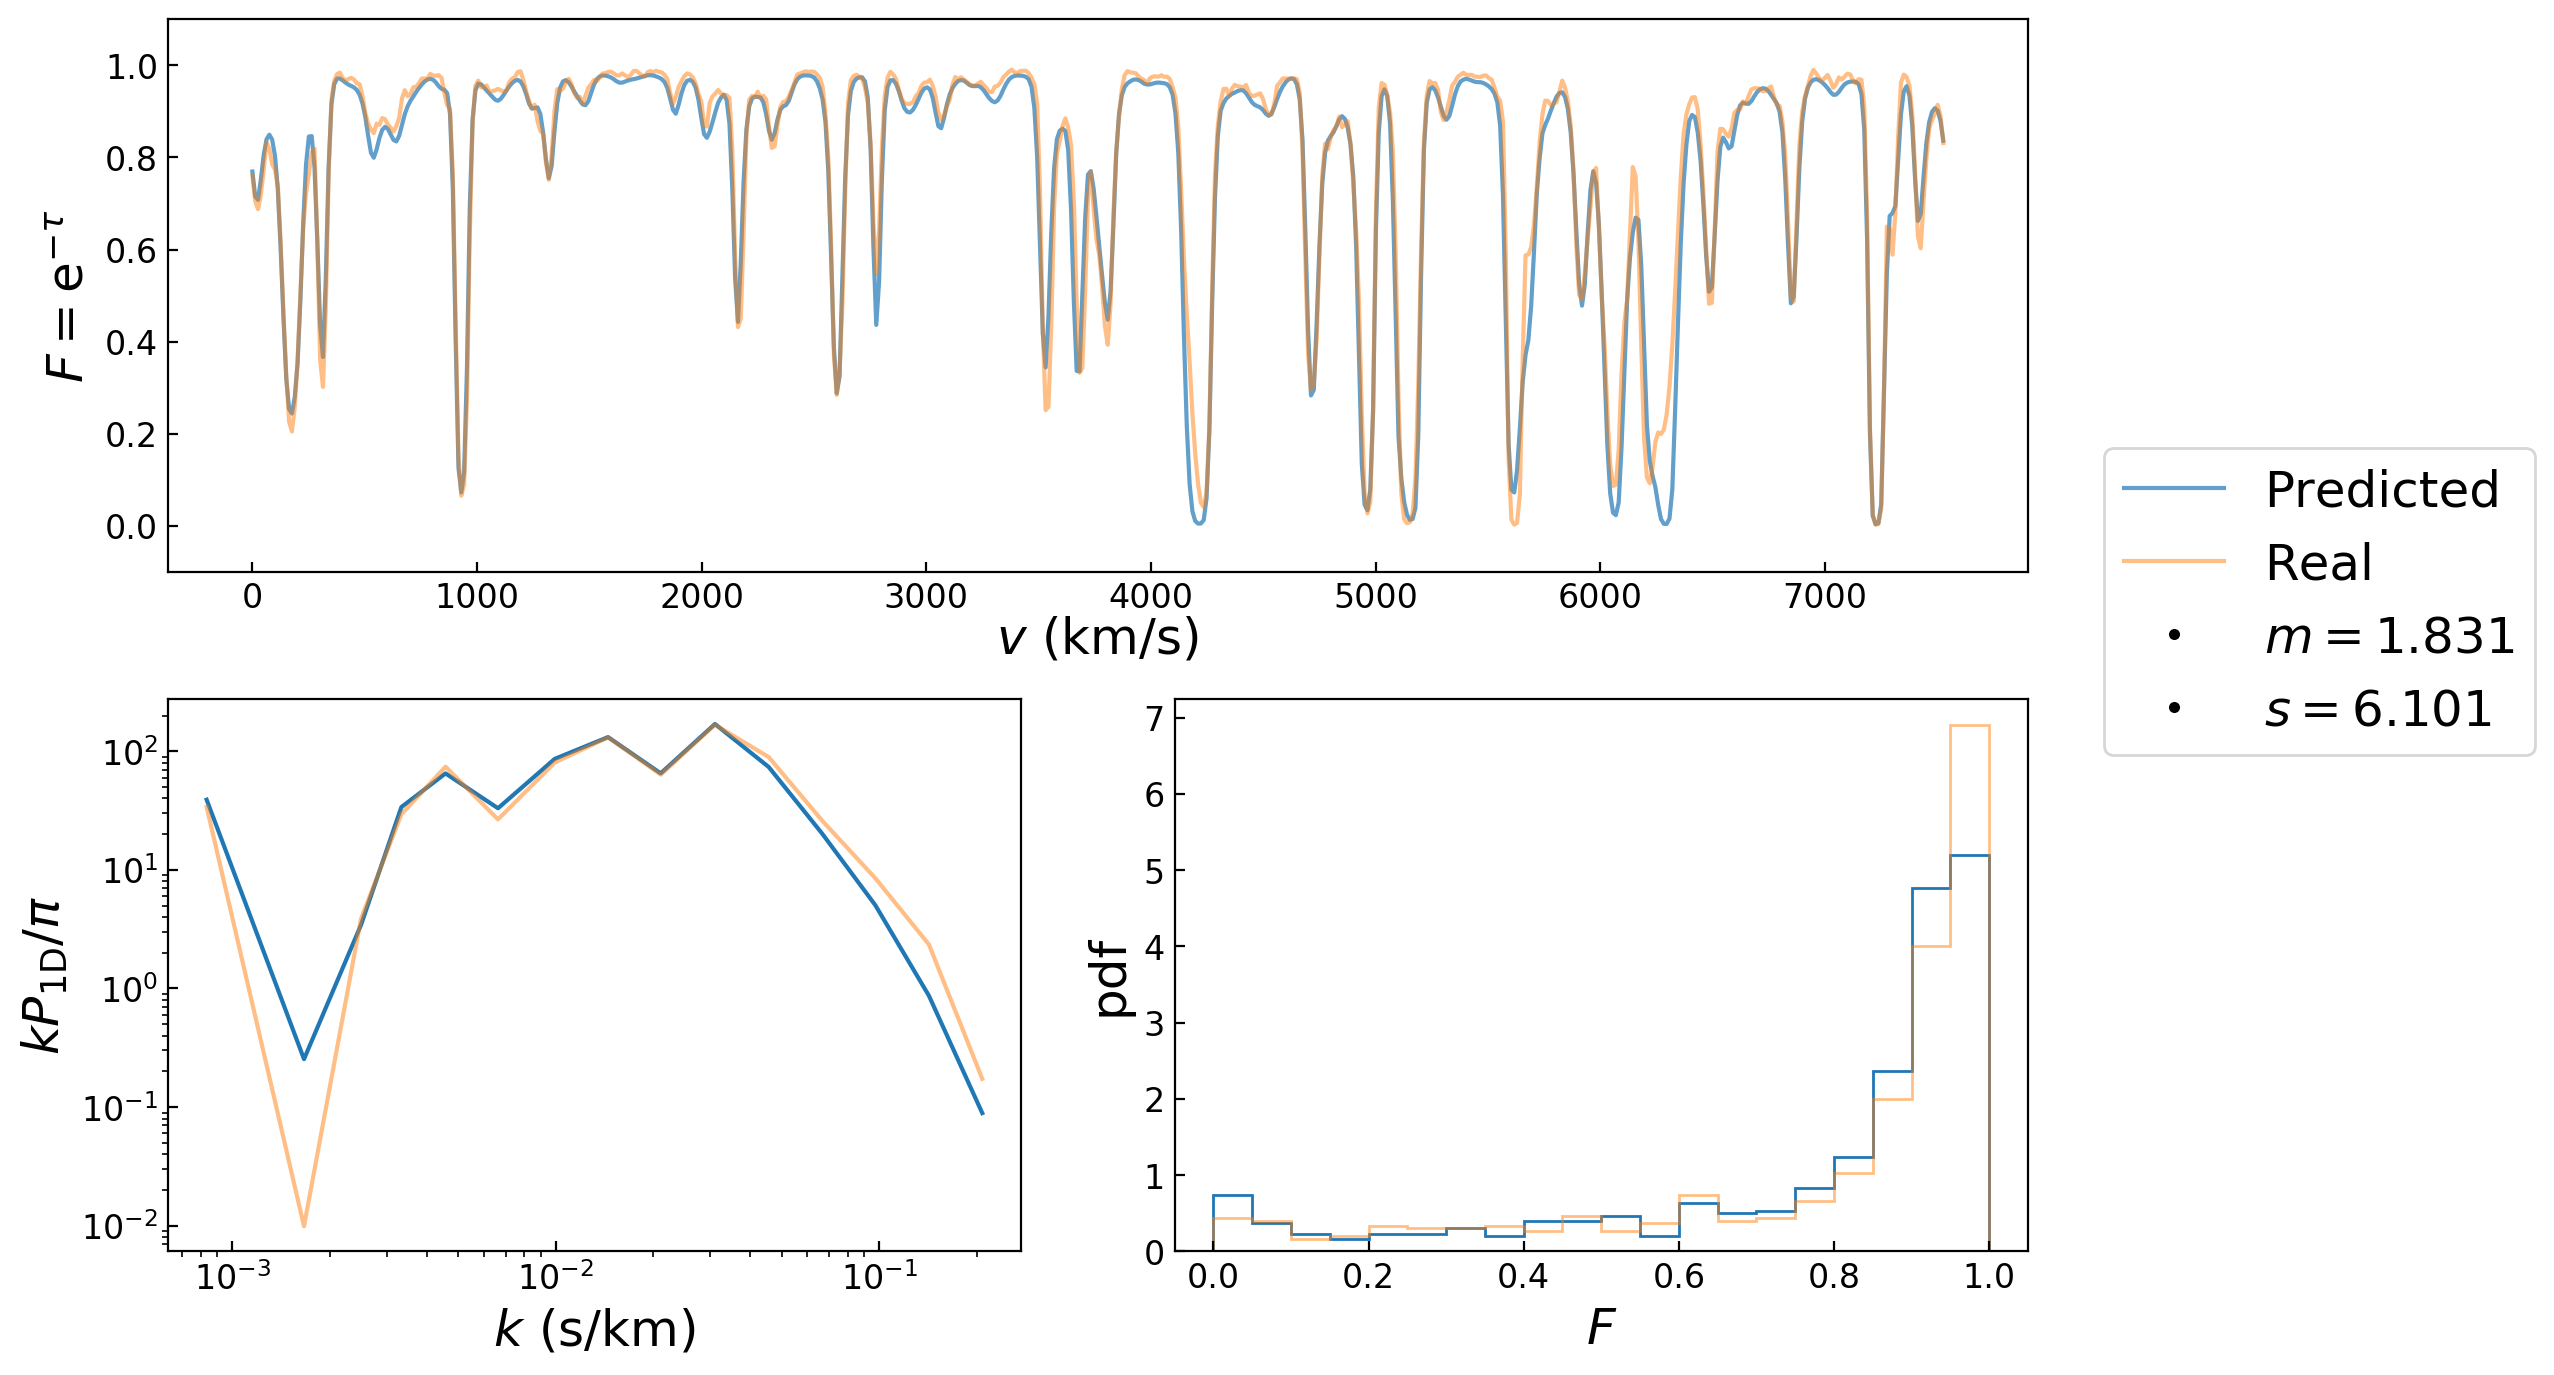 F = e^{−τ}
1.0
0.8
0.6
0.4
0.2
0.0
0 1000 2000 3000 4000 5000 6000 7000
v (km/s)
Predicted
Real
• m = 1.831
• s = 6.101
kP_{1D}/π
10²
10¹
10⁰
10⁻¹
10⁻²
10⁻³ 10⁻² 10⁻¹
k (s/km)
pdf
7
6
5
4
3
2
1
0
0.0 0.2 0.4 0.6 0.8 1.0
F